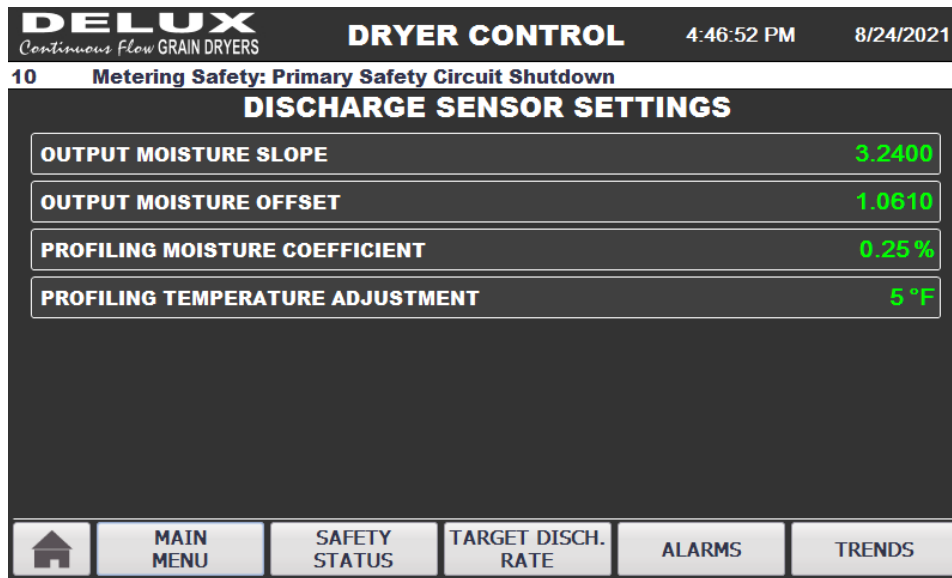 DELUX DRYER CONTROL 4:46:52 PM 8/24/2021
Continuous Flow GRAIN DRYERS
10 Metering Safety: Primary Safety Circuit Shutdown
DISCHARGE SENSOR SETTINGS
OUTPUT MOISTURE SLOPE 3.2400
OUTPUT MOISTURE OFFSET 1.0610
PROFILING MOISTURE COEFFICIENT 0.25 %
PROFILING TEMPERATURE ADJUSTMENT 5 °F
MAIN MENU
SAFETY STATUS
TARGET DISCH. RATE
ALARMS
TRENDS